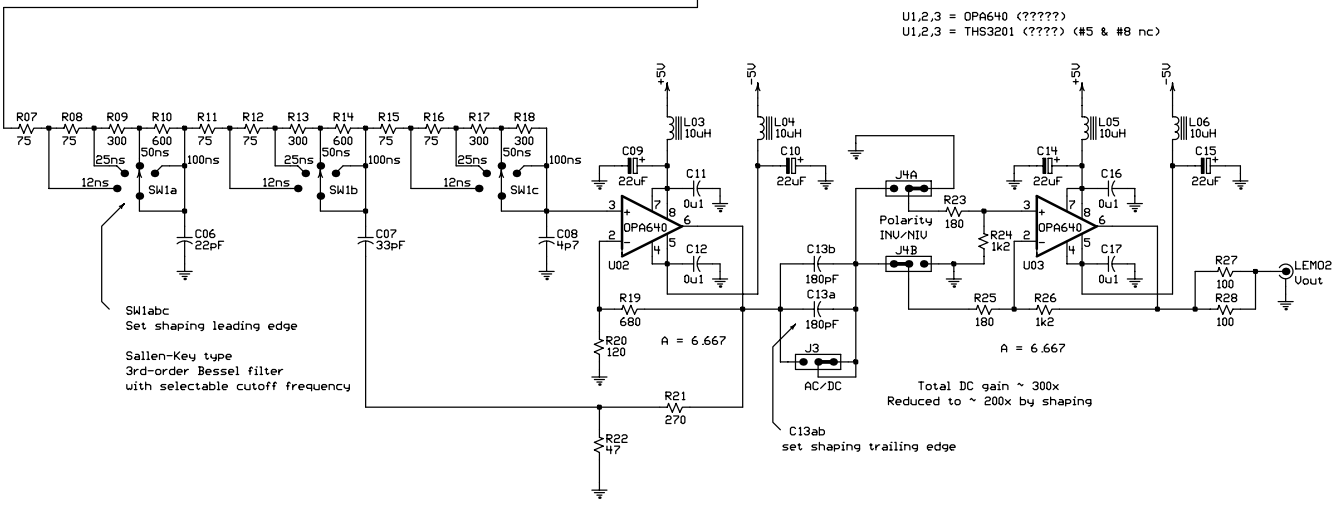 U1,2,3 = OPA640 (?????)
U1,2,3 = THS3201 (????) (#5 & #8 nc)
+5V
-5V
+5V
-5V
L03
10uH
L04
10uH
L05
10uH
L06
10uH
R07
75
R08
75
R09
300
R10
600
R11
75
R12
75
R13
300
R14
600
R15
75
R16
75
R17
300
R18
300
50ns
25ns
100ns
12ns
SW1a
50ns
25ns
100ns
12ns
SW1b
50ns
25ns
100ns
12ns
SW1c
C09
+
22uF
C10
+
22uF
C11
0u1
C12
0u1
C14
+
22uF
C15
+
22uF
C16
0u1
C17
0u1
3
+
2
-
7
8
6
5
4
OPA640
U02
3
+
2
-
7
8
6
5
4
OPA640
U03
J4A
Polarity
INV/NIV
J4B
R23
180
R24
1k2
C06
22pF
C07
33pF
C08
4p7
C13b
180pF
C13a
180pF
R19
680
R20
120
A = 6.667
J3
AC/DC
R25
180
R26
1k2
A = 6.667
R27
100
R28
100
LEMO2
Vout
SW1abc
Set shaping leading edge
Sallen-Key type
3rd-order Bessel filter
with selectable cutoff frequency
R21
270
R22
47
Total DC gain ~ 300x
Reduced to ~ 200x by shaping
C13ab
set shaping trailing edge